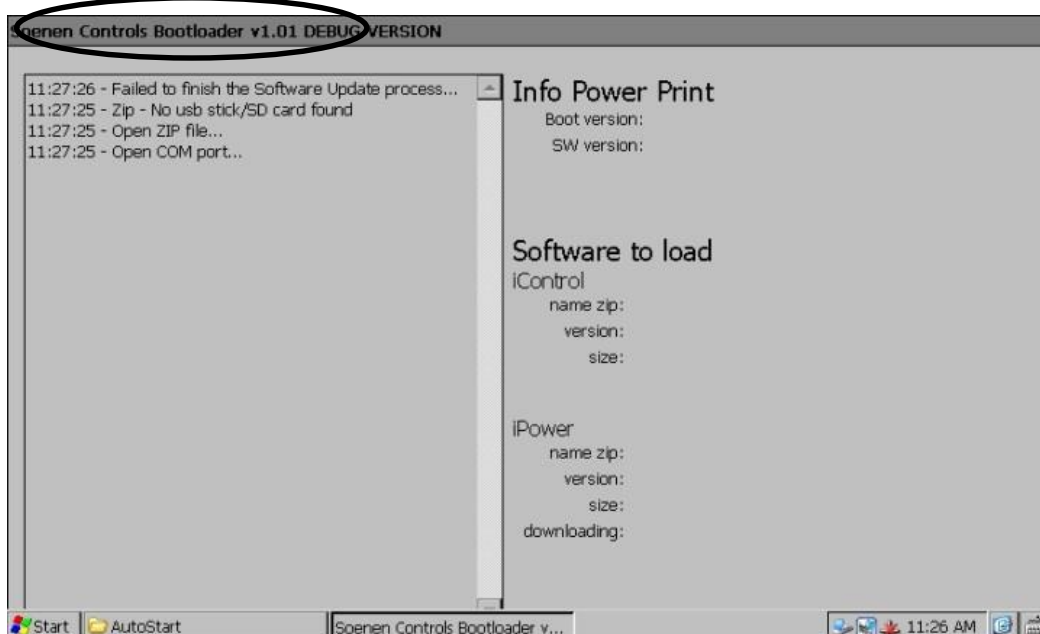 Soenen Controls Bootloader v1.01 DEBUG VERSION
11:27:26 - Failed to finish the Software Update process...
11:27:25 - Zip - No usb stick/SD card found
11:27:25 - Open ZIP file...
11:27:25 - Open COM port...
Info Power Print
Boot version:
SW version:
Software to load
iControl
name zip:
version:
size:
iPower
name zip:
version:
size:
downloading:
Start
AutoStart
Soenen Controls Bootloader v...
11:26 AM